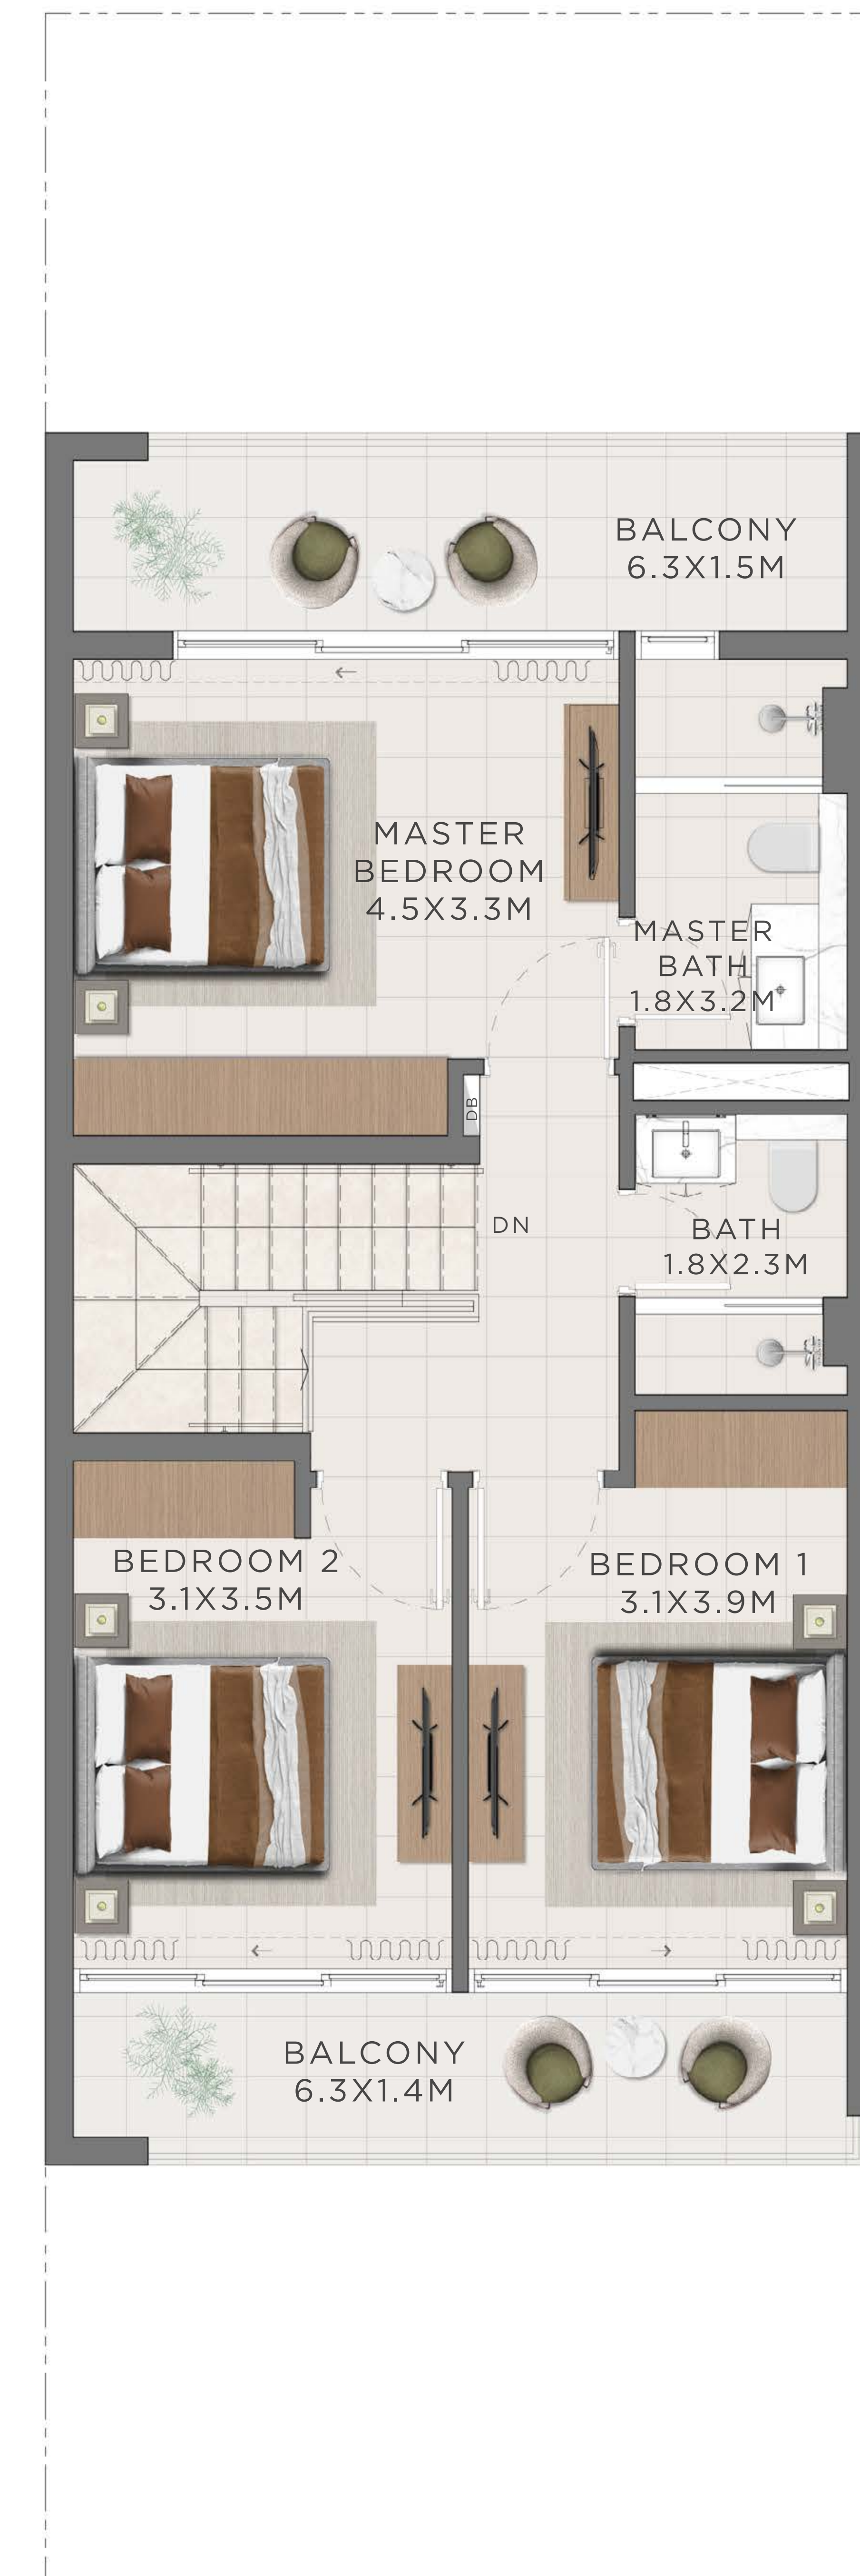 BALCONY
6.3X1.5M
MASTER
BEDROOM
4.5X3.3M
MASTER
BATH
1.8X3.2M
DB
DN
BATH
1.8X2.3M
BEDROOM 2
3.1X3.5M
BEDROOM 1
3.1X3.9M
BALCONY
6.3X1.4M